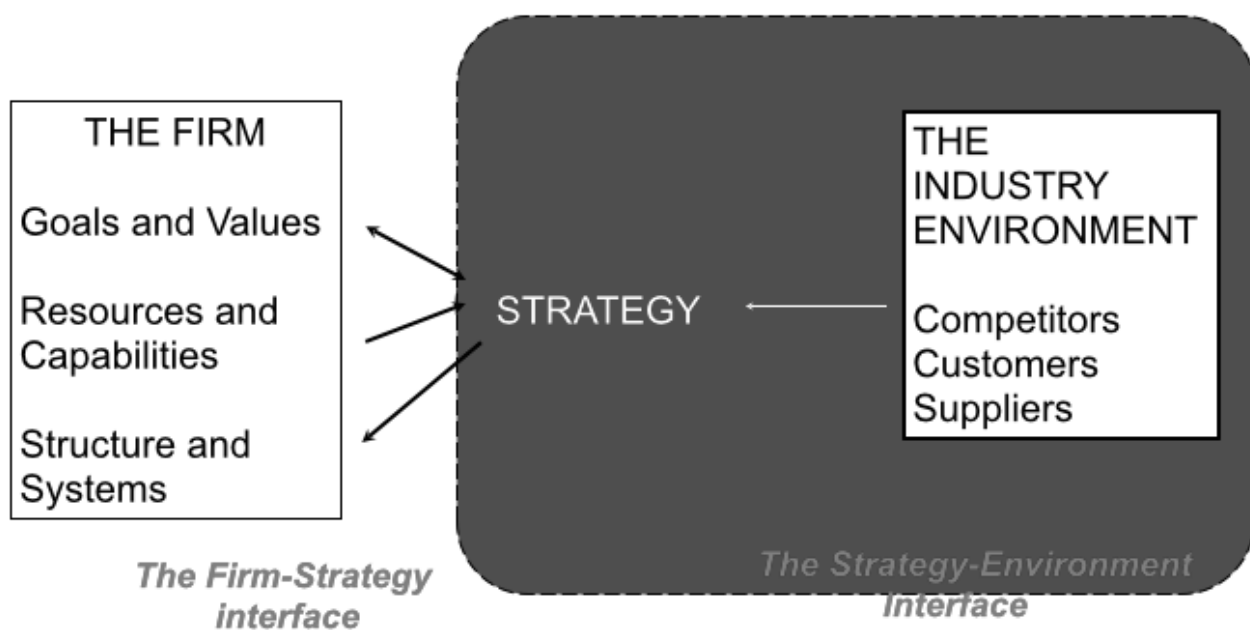 THE FIRM
Goals and Values
Resources and
Capabilities
Structure and
Systems
The Firm-Strategy
interface
STRATEGY
THE
INDUSTRY
ENVIRONMENT
Competitors
Customers
Suppliers
The Strategy-Environment
Interface